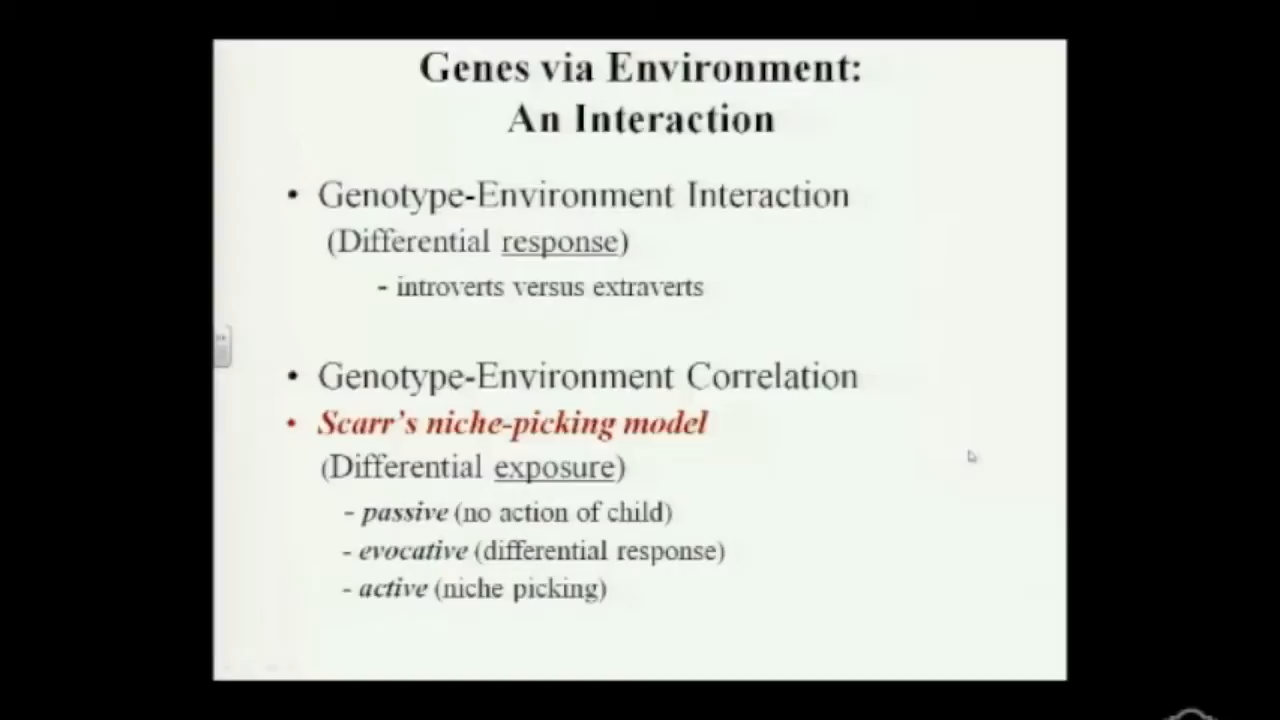 Genes via Environment:
An Interaction
• Genotype-Environment Interaction
(Differential response)
- introverts versus extraverts
• Genotype-Environment Correlation
• Scarr's niche-picking model
(Differential exposure)
- passive (no action of child)
- evocative (differential response)
- active (niche picking)